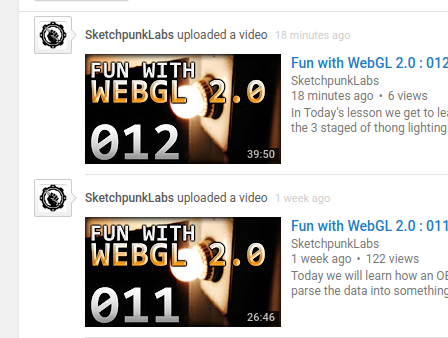 SketchpunkLabs uploaded a video 18 minutes ago
FUN WITH
WEBGL 2.0
012
39:50
Fun with WebGL 2.0 : 012
SketchpunkLabs
18 minutes ago • 6 views
In Today's lesson we get to
the 3 staged of thong lighting
SketchpunkLabs uploaded a video 1 week ago
FUN WITH
WEBGL 2.0
011
26:46
Fun with WebGL 2.0 : 011
SketchpunkLabs
1 week ago • 122 views
Today we will learn how an
parse the data into something